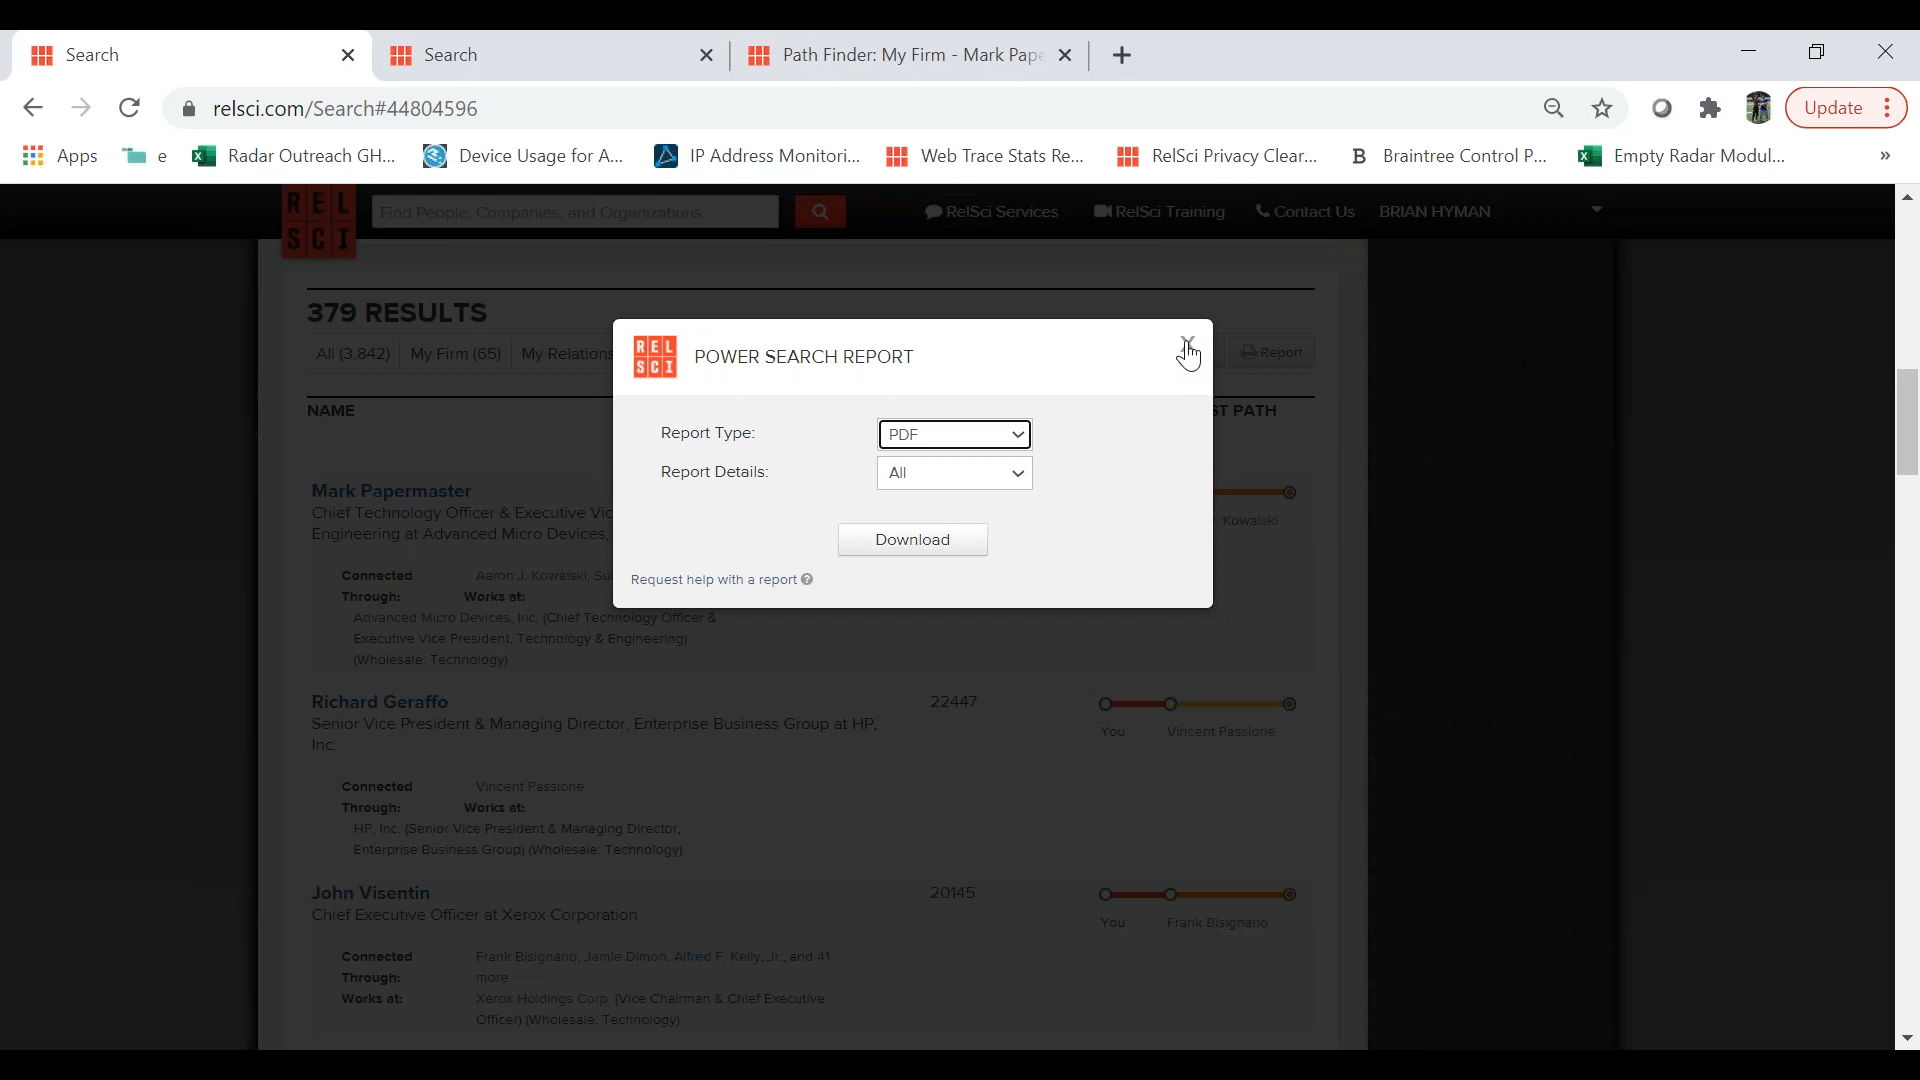 Search
Search
Path Finder: My Firm - Mark Pape
relsci.com/Search#44804596
Update
Apps
e
Radar Outreach GH...
Device Usage for A...
IP Address Monitori...
Web Trace Stats Re...
RelSci Privacy Clear...
Braintree Control P...
Empty Radar Modul...
»
REL
SCI
Find People, Companies, and Organizations
RelSci Services
RelSci Training
Contact Us
BRIAN HYMAN
379 RESULTS
All (3,842)
My Firm (65)
My Relations
Report
NAME
ST PATH
REL
SCI
POWER SEARCH REPORT
X
Report Type:
PDF
Report Details:
All
Download
Request help with a report ?
Mark Papermaster
Chief Technology Officer & Executive Vic
Engineering at Advanced Micro Devices,
Kowalski
Connected
Through:
Aaron J. Kowalski, Su
Works at:
Advanced Micro Devices, Inc. (Chief Technology Officer &
Executive Vice President, Technology & Engineering)
(Wholesale: Technology)
Richard Geraffo
22447
Senior Vice President & Managing Director, Enterprise Business Group at HP,
Inc.
You
Vincent Passione
Connected
Through:
Vincent Passione
Works at:
HP, Inc. (Senior Vice President & Managing Director,
Enterprise Business Group) (Wholesale: Technology)
John Visentin
20145
Chief Executive Officer at Xerox Corporation
You
Frank Bisignano
Connected
Through:
Frank Bisignano, Jamie Dimon, Alfred F. Kelly, Jr., and 41
more
Works at:
Xerox Holdings Corp. (Vice Chairman & Chief Executive
Officer) (Wholesale: Technology)